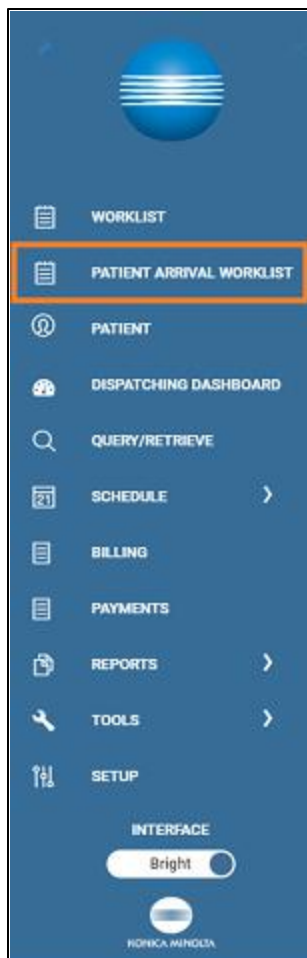 WORKLIST
PATIENT ARRIVAL WORKLIST
PATIENT
DISPATCHING DASHBOARD
QUERY/RETRIEVE
21 SCHEDULE
BILLING
PAYMENTS
REPORTS
TOOLS
SETUP
INTERFACE
Bright
KONICA MINOLTA